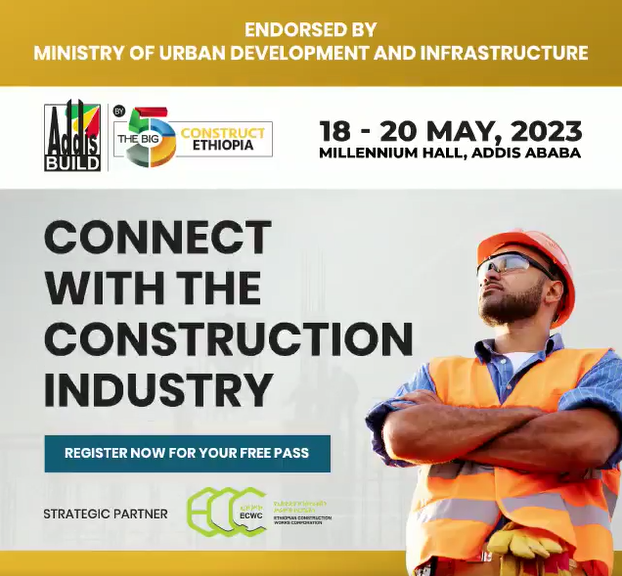 ENDORSED BY
MINISTRY OF URBAN DEVELOPMENT AND INFRASTRUCTURE
Addis
BUILD
BY
THE BIG 5
CONSTRUCT
ETHIOPIA
18 - 20 MAY, 2023
MILLENNIUM HALL, ADDIS ABABA
CONNECT
WITH THE
CONSTRUCTION
INDUSTRY
REGISTER NOW FOR YOUR FREE PASS
STRATEGIC PARTNER
ECWC
ETHIOPIAN CONSTRUCTION
WORKS CORPORATION